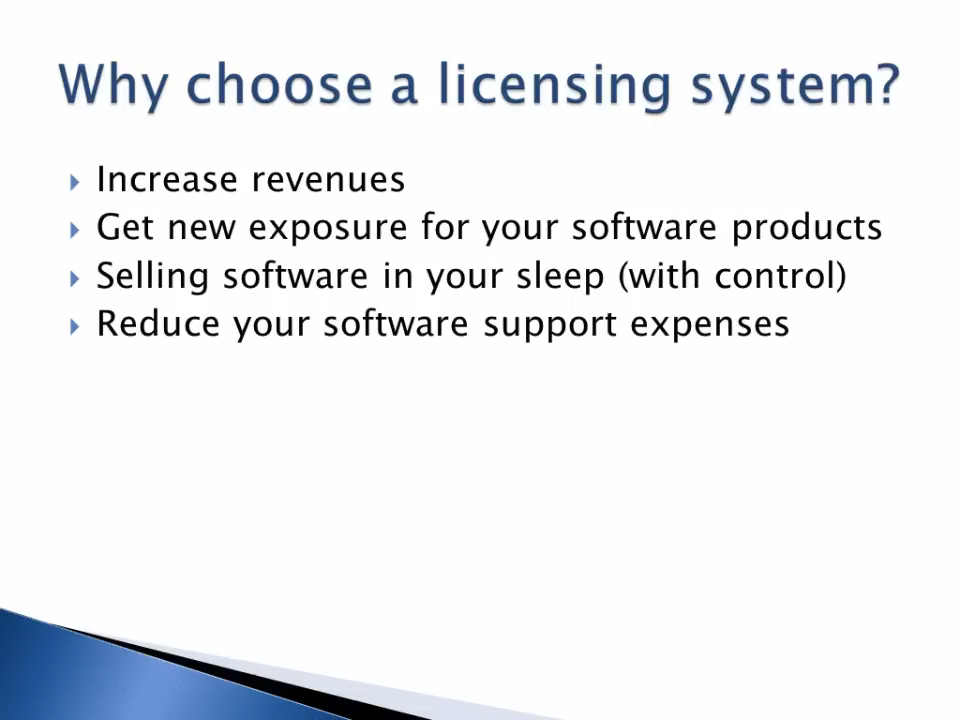 Why choose a licensing system?
Increase revenues
Get new exposure for your software products
Selling software in your sleep (with control)
Reduce your software support expenses